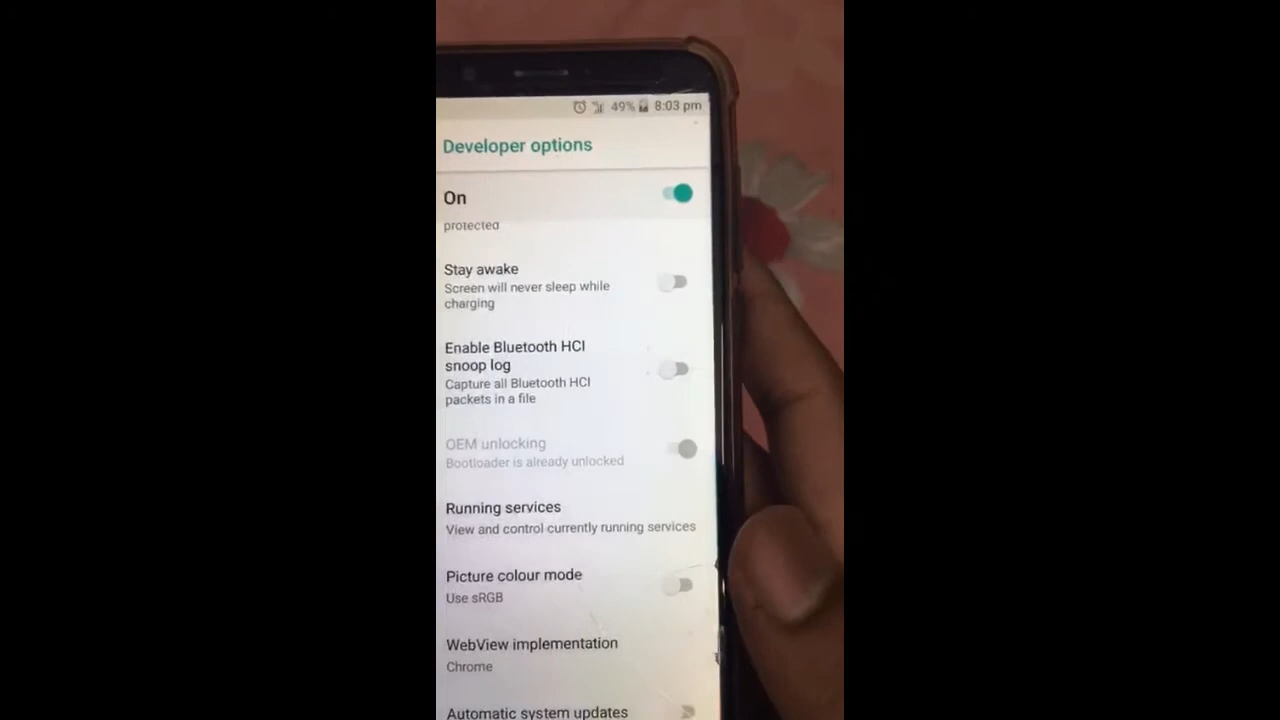 49% 8:03 pm
Developer options
On
protected
Stay awake
Screen will never sleep while
charging
Enable Bluetooth HCI
snoop log
Capture all Bluetooth HCI
packets in a file
OEM unlocking
Bootloader is already unlocked
Running services
View and control currently running services
Picture colour mode
Use sRGB
WebView implementation
Chrome
Automatic system updates